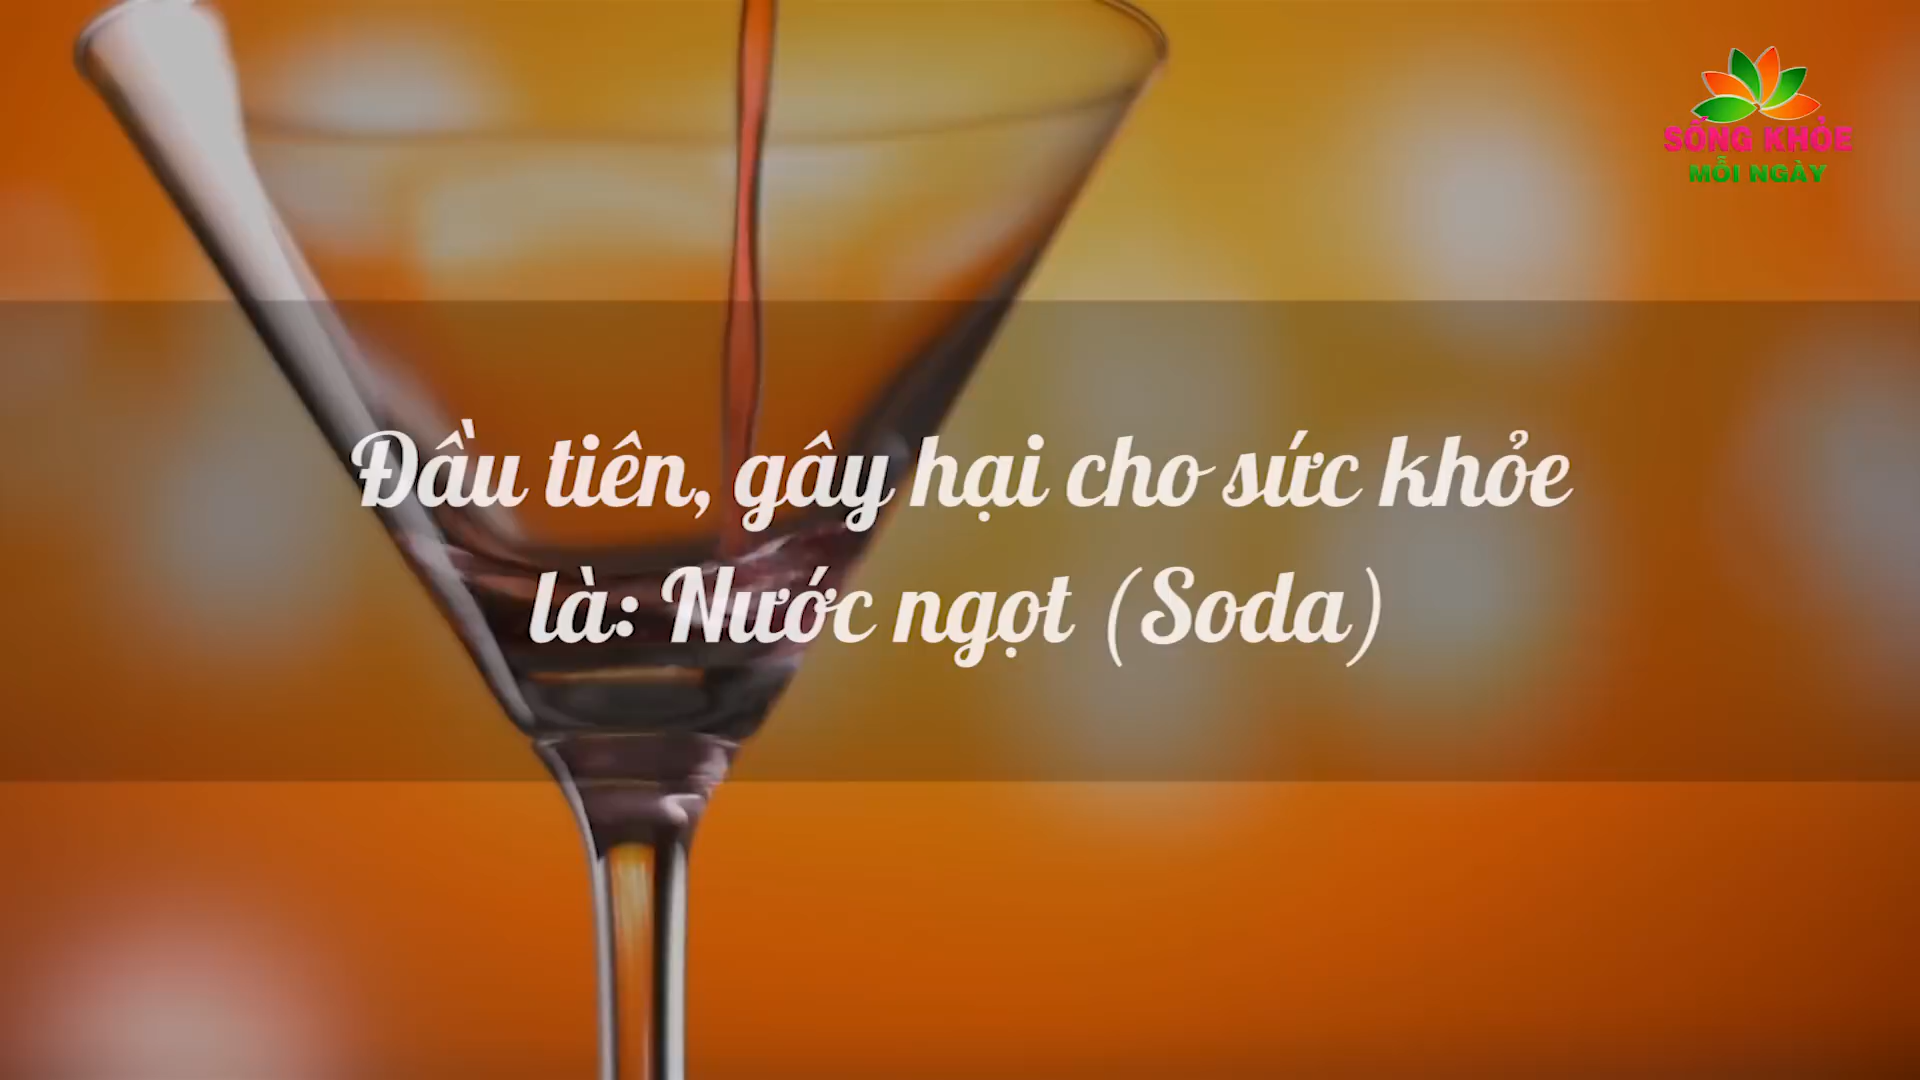 SỐNG KHỎE
MỖI NGÀY
Đầu tiên, gây hại cho sức khỏe
là: Nước ngọt (Soda)